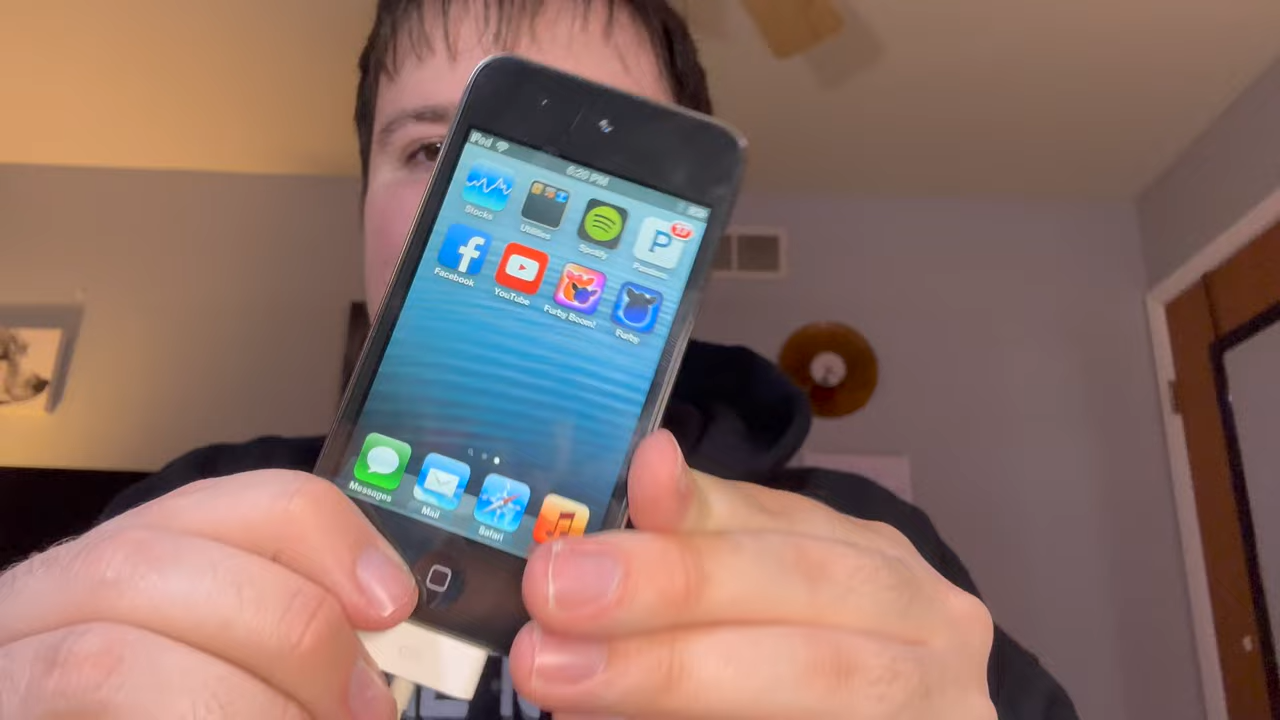 iPod 6:20 PM
Stocks Utilities Spotify Pandora
Facebook YouTube Furby Boom! Furby
Messages Mail Safari